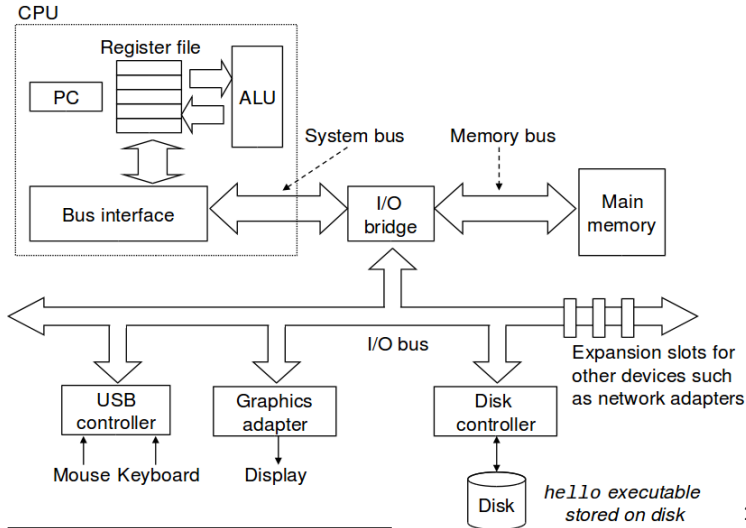 CPU
Register file
PC
ALU
System bus
Memory bus
Bus interface
I/O
bridge
Main
memory
I/O bus
Expansion slots for
other devices such
as network adapters
USB
controller
Graphics
adapter
Disk
controller
Mouse Keyboard
Display
Disk
hello executable
stored on disk